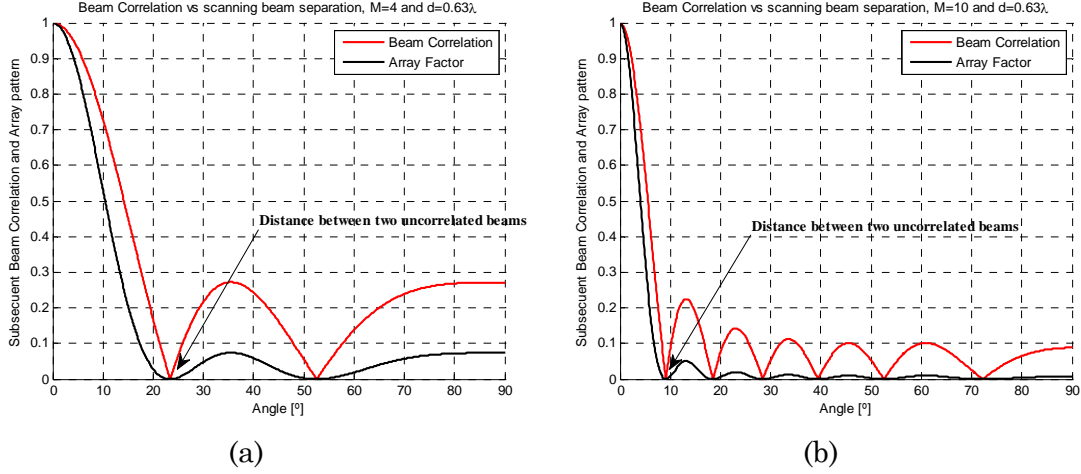 Beam Correlation vs scanning beam separation, M=4 and d=0.63λ
Subsecuent Beam Correlation and Array pattern
1
0.9
0.8
0.7
0.6
0.5
0.4
0.3
0.2
0.1
0
Beam Correlation
Array Factor
Distance between two uncorrelated beams
0 10 20 30 40 50 60 70 80 90
Angle [º]
(a)
Beam Correlation vs scanning beam separation, M=10 and d=0.63λ
Subsecuent Beam Correlation and Array pattern
1
0.9
0.8
0.7
0.6
0.5
0.4
0.3
0.2
0.1
0
Beam Correlation
Array Factor
Distance between two uncorrelated beams
0 10 20 30 40 50 60 70 80 90
Angle [º]
(b)